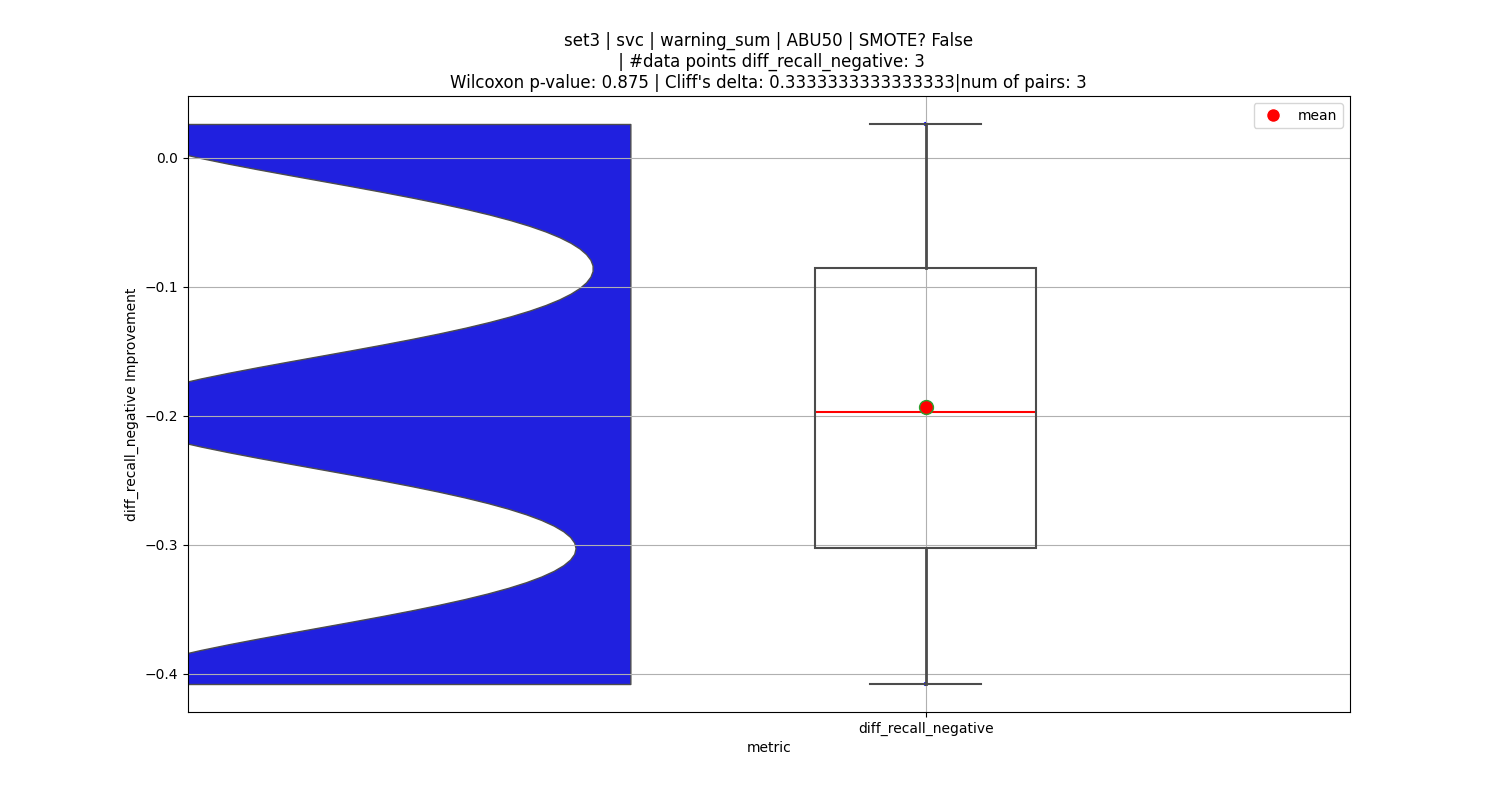 set3 | svc | warning_sum | ABU50 | SMOTE? False
| #data points diff_recall_negative: 3
Wilcoxon p-value: 0.875 | Cliff's delta: 0.3333333333333333|num of pairs: 3
mean
0.0
−0.1
−0.2
−0.3
−0.4
diff_recall_negative Improvement
diff_recall_negative
metric